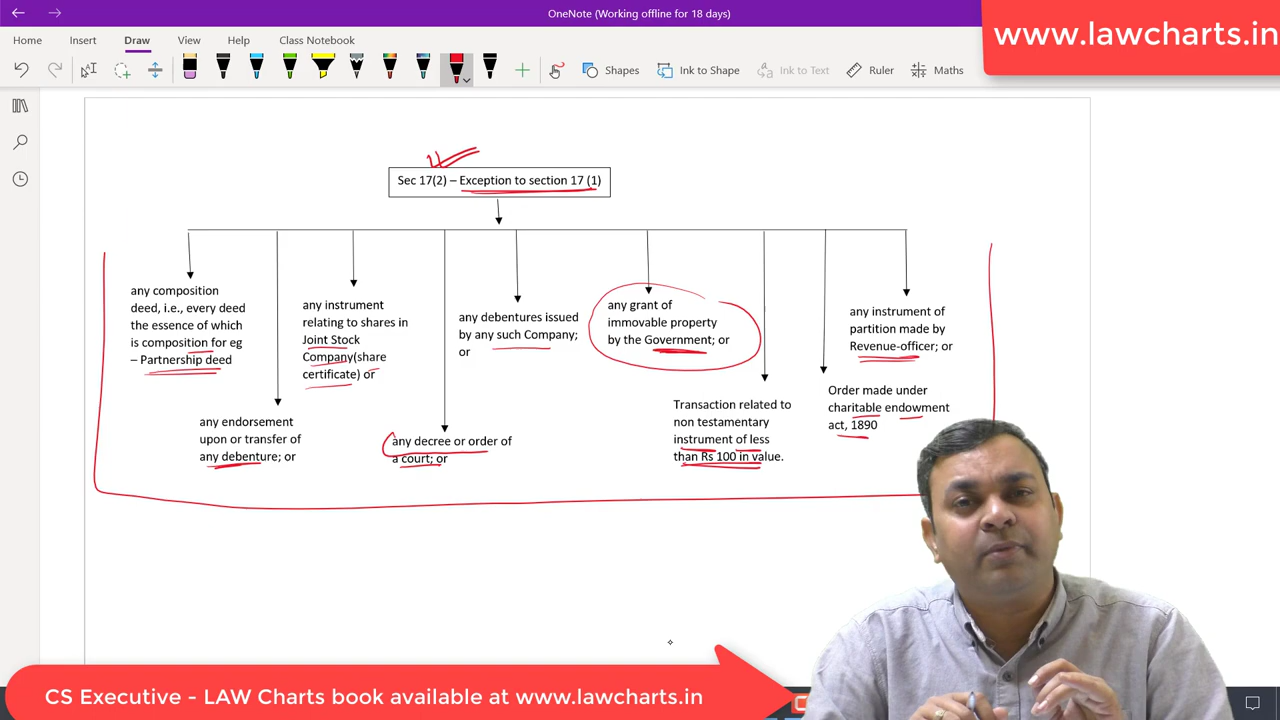 OneNote (Working offline for 18 days)
www.lawcharts.in
Home Insert Draw View Help Class Notebook
Shapes Ink to Shape Ink to Text Ruler Maths
Sec 17(2) – Exception to section 17 (1)
any composition
deed, i.e., every deed
the essence of which
is composition for eg
– Partnership deed
any endorsement
upon or transfer of
any debenture; or
any instrument
relating to shares in
Joint Stock
Company(share
certificate) or
any decree or order of
a court; or
any debentures issued
by any such Company;
or
any grant of
immovable property
by the Government; or
Transaction related to
non testamentary
instrument of less
than Rs 100 in value.
Order made under
charitable endowment
act, 1890
any instrument of
partition made by
Revenue-officer; or
CS Executive - LAW Charts book available at www.lawcharts.in